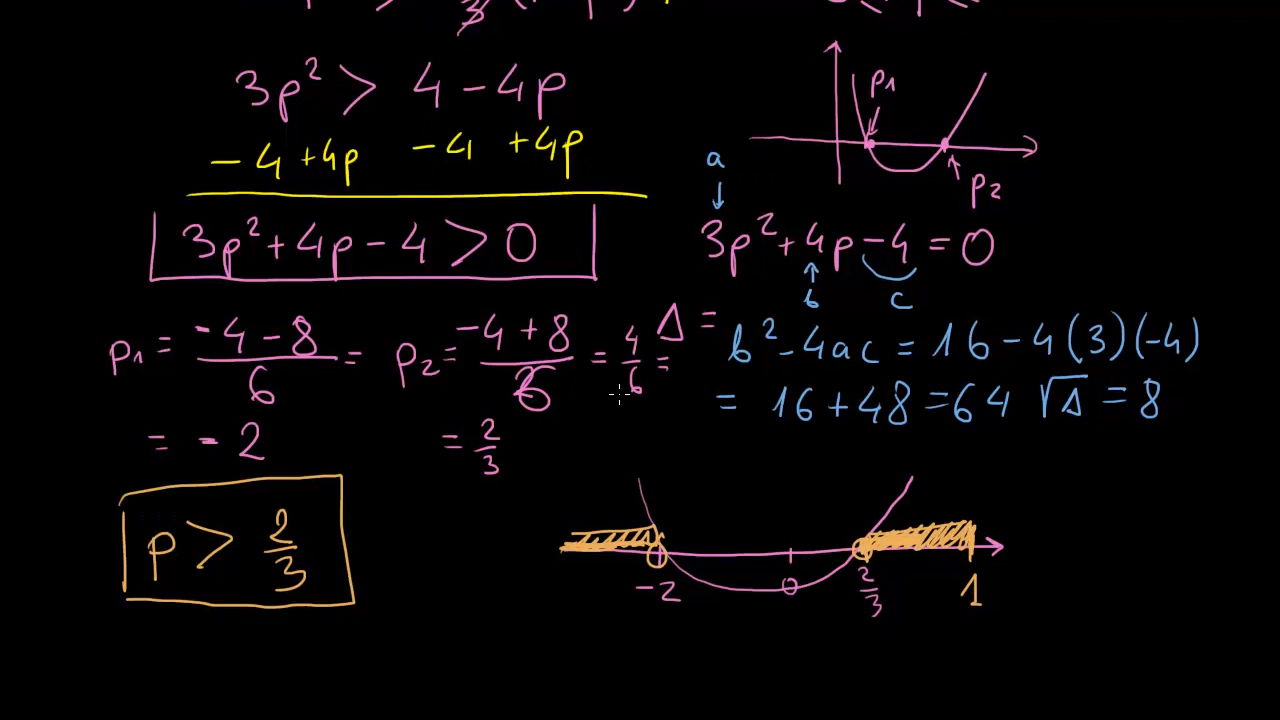 3p² > 4 - 4p
- 4 + 4p - 4 + 4p
3p² + 4p - 4 > 0
p1
p2
a
3p² + 4p - 4 = 0
b c
p1 = -4 - 8 / 6 =
= - 2
p2 = -4 + 8 / 6 = 4/6 =
= 2/3
Δ = b² - 4ac = 16 - 4(3)(-4)
= 16 + 48 = 64 √Δ = 8
p > 2/3
-2 0 2/3 1